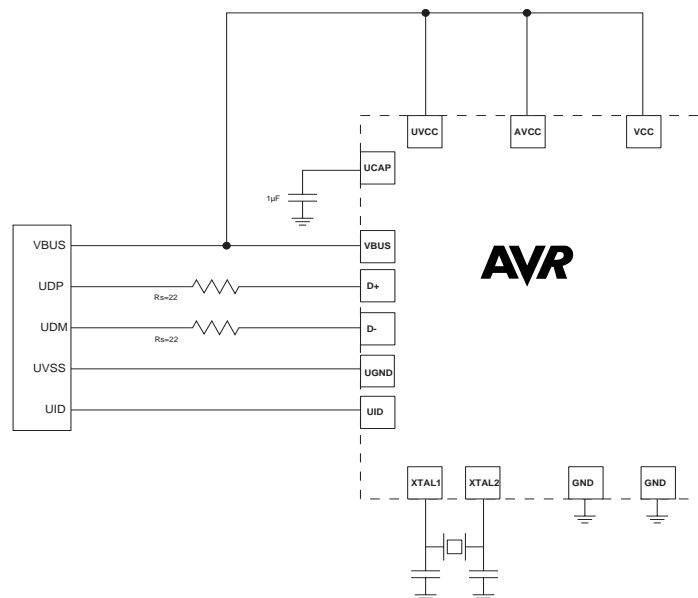 UVCC
AVCC
VCC
UCAP
1µF
VBUS
VBUS
AVR
UDP
Rs=22
D+
UDM
Rs=22
D-
UVSS
UGND
UID
UID
XTAL1
XTAL2
GND
GND